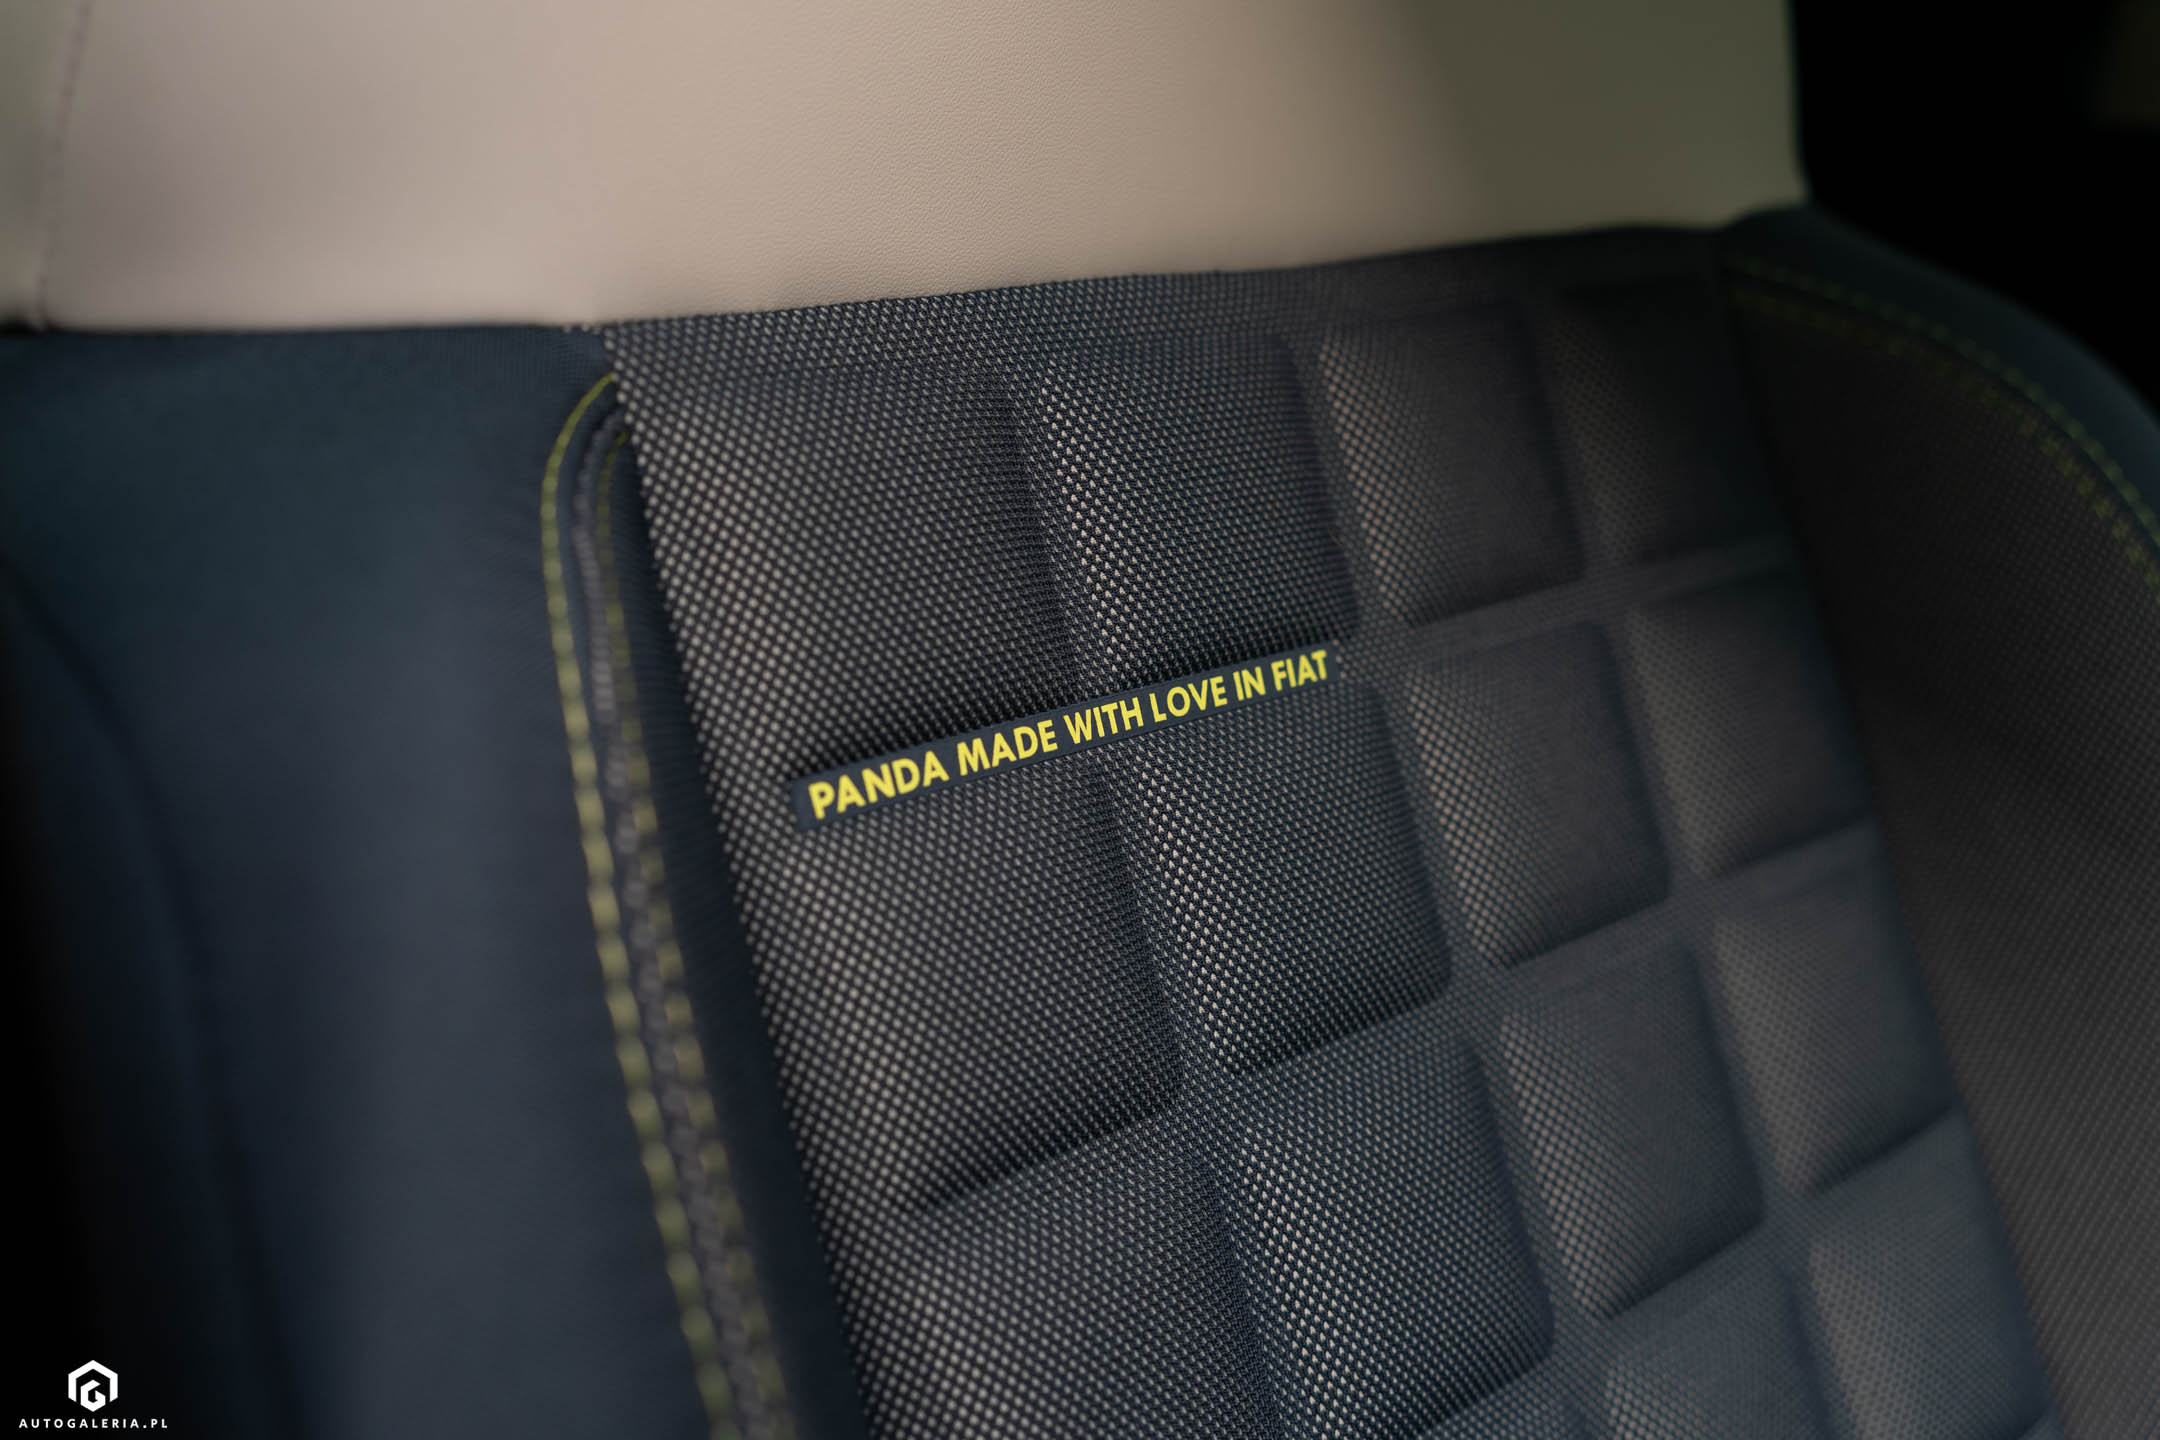 PANDA MADE WITH LOVE IN FIAT
AUTOGALERIA.PL